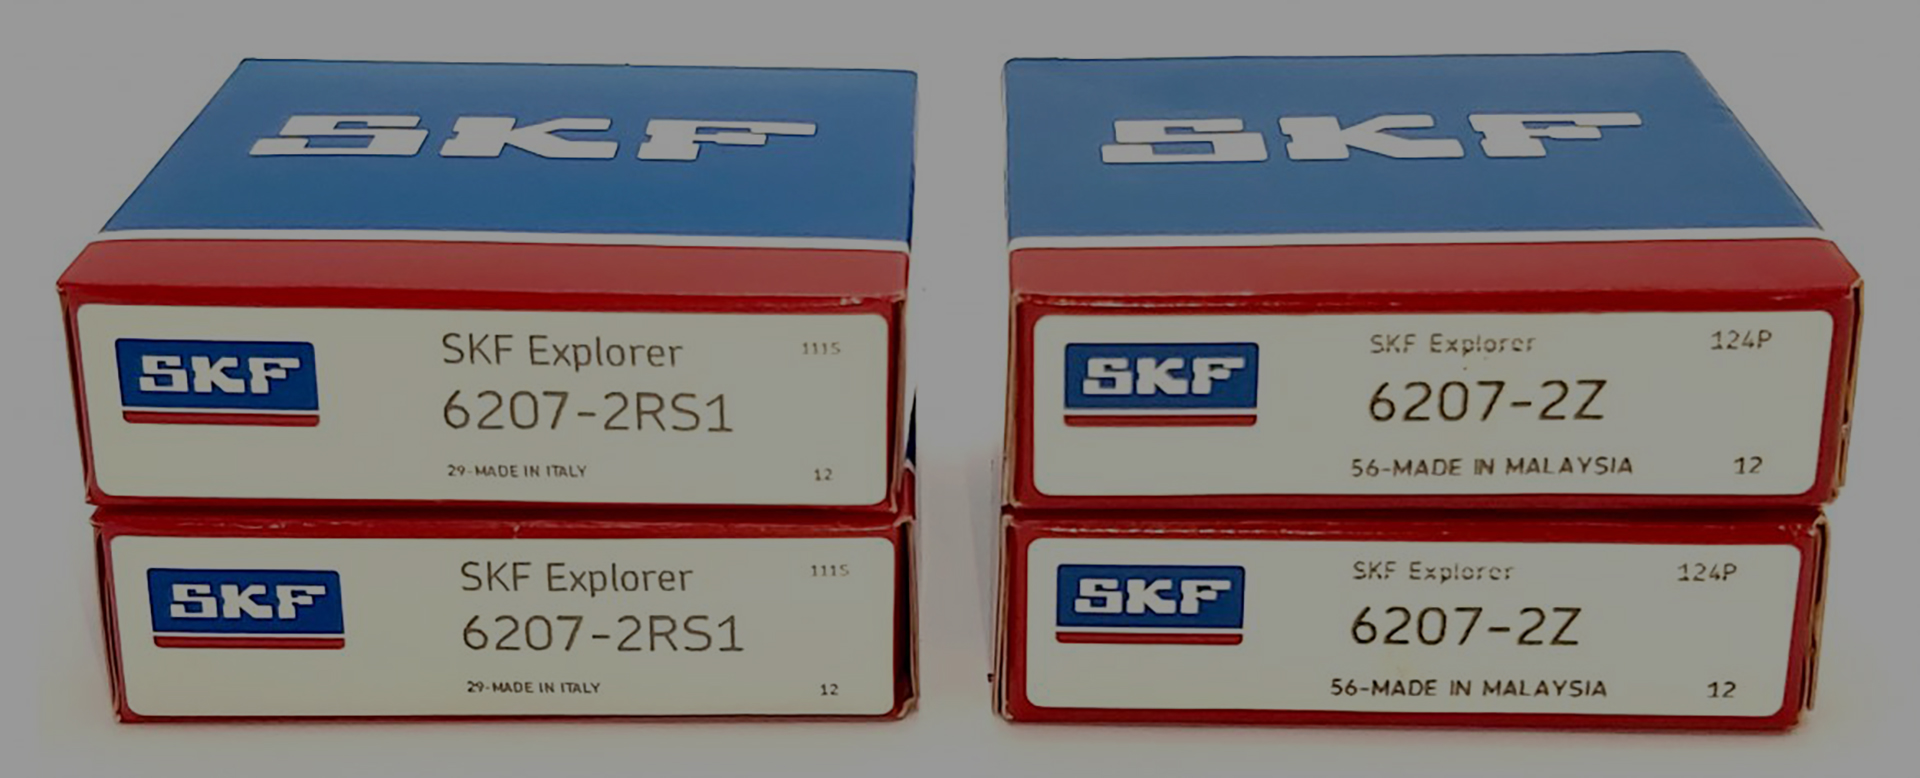 SKF
SKF
SKF
SKF Explorer
1115
6207-2RS1
29-MADE IN ITALY
12
SKF
SKF Explorer
124P
6207-2Z
56-MADE IN MALAYSIA
12
SKF
SKF Explorer
1115
6207-2RS1
29-MADE IN ITALY
12
SKF
SKF Explorer
124P
6207-2Z
56-MADE IN MALAYSIA
12